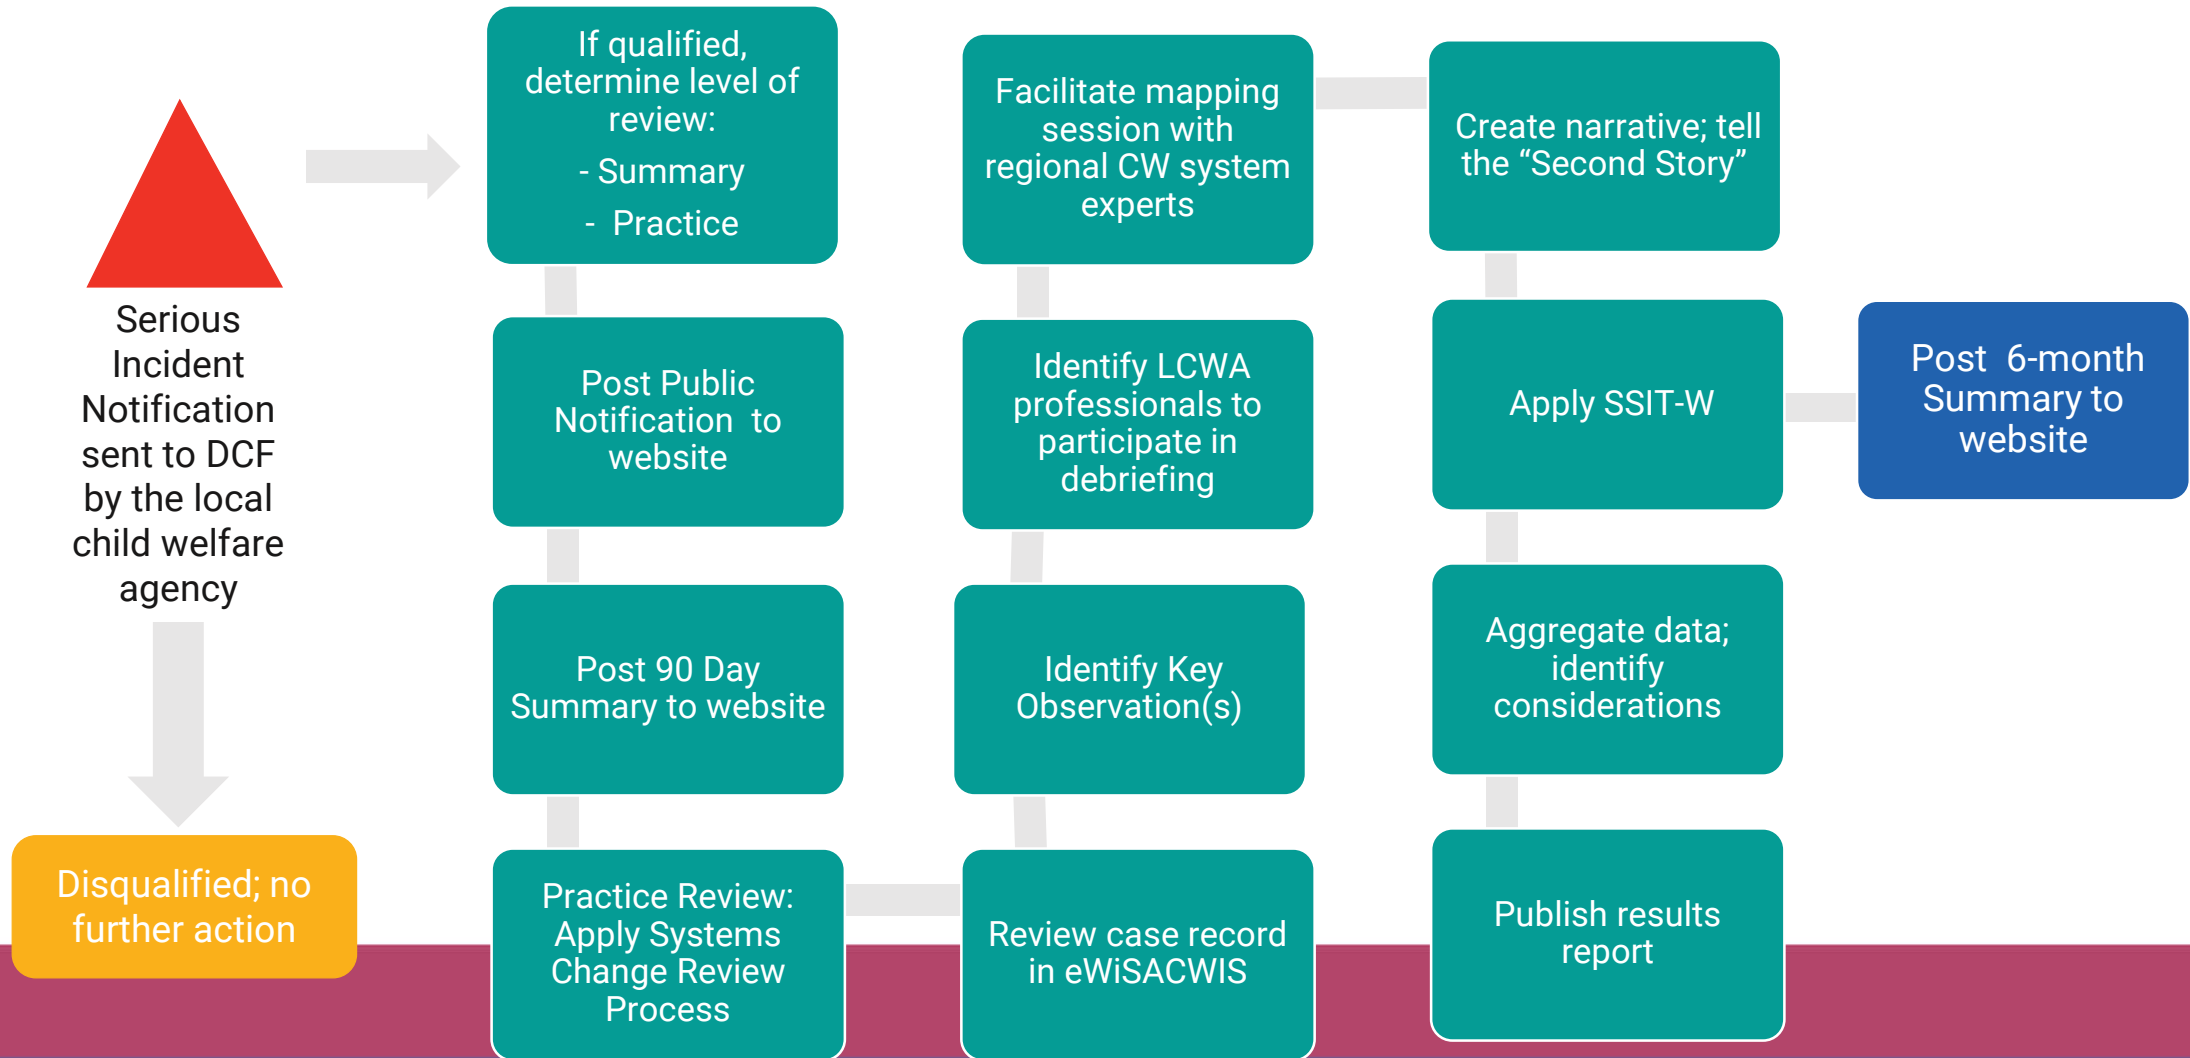 Serious
Incident
Notification
sent to DCF
by the local
child welfare
agency
Disqualified; no
further action
If qualified,
determine level of
review:
- Summary
- Practice
Post Public
Notification to
website
Post 90 Day
Summary to website
Practice Review:
Apply Systems
Change Review
Process
Review case record
in eWiSACWIS
Identify Key
Observation(s)
Identify LCWA
professionals to
participate in
debriefing
Facilitate mapping
session with
regional CW system
experts
Create narrative; tell
the “Second Story”
Apply SSIT-W
Post 6-month
Summary to
website
Aggregate data;
identify
considerations
Publish results
report